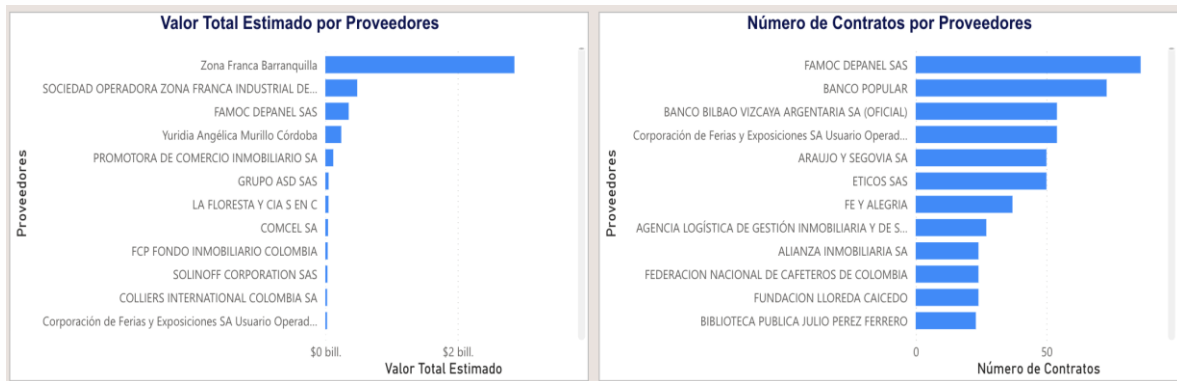 Valor Total Estimado por Proveedores
Proveedores
Zona Franca Barranquilla
SOCIEDAD OPERADORA ZONA FRANCA INDUSTRIAL DE...
FAMOC DEPANEL SAS
Yuridia Angélica Murillo Córdoba
PROMOTORA DE COMERCIO INMOBILIARIO SA
GRUPO ASD SAS
LA FLORESTA Y CIA S EN C
COMCEL SA
FCP FONDO INMOBILIARIO COLOMBIA
SOLINOFF CORPORATION SAS
COLLIERS INTERNATIONAL COLOMBIA SA
Corporación de Ferias y Exposiciones SA Usuario Operad...
$0 bill.
$2 bill.
Valor Total Estimado
Número de Contratos por Proveedores
Proveedores
FAMOC DEPANEL SAS
BANCO POPULAR
BANCO BILBAO VIZCAYA ARGENTARIA SA (OFICIAL)
Corporación de Ferias y Exposiciones SA Usuario Operad...
ARAUJO Y SEGOVIA SA
ETICOS SAS
FE Y ALEGRIA
AGENCIA LOGÍSTICA DE GESTIÓN INMOBILIARIA Y DE S...
ALIANZA INMOBILIARIA SA
FEDERACION NACIONAL DE CAFETEROS DE COLOMBIA
FUNDACION LLOREDA CAICEDO
BIBLIOTECA PUBLICA JULIO PEREZ FERRERO
0
50
Número de Contratos